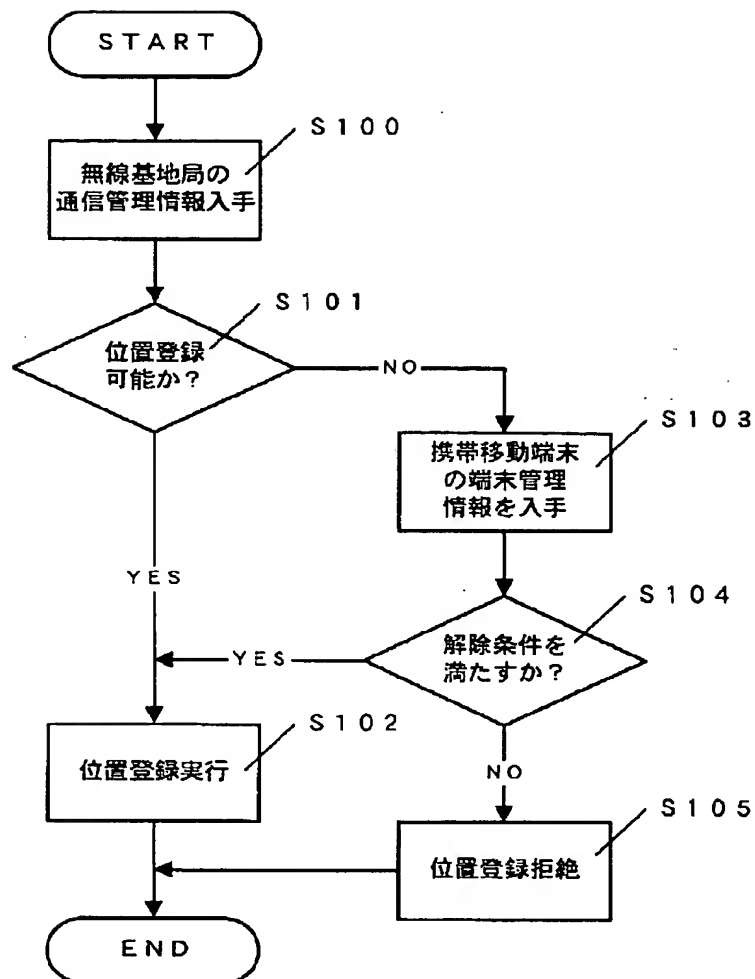 START
S100
無線基地局の
通信管理情報入手
S101
位置登録
可能か?
NO
S103
携帯移動端末
の端末管理
情報を入手
YES
S104
解除条件を
満たすか?
YES
S102
位置登録実行
NO
S105
位置登録拒絶
END